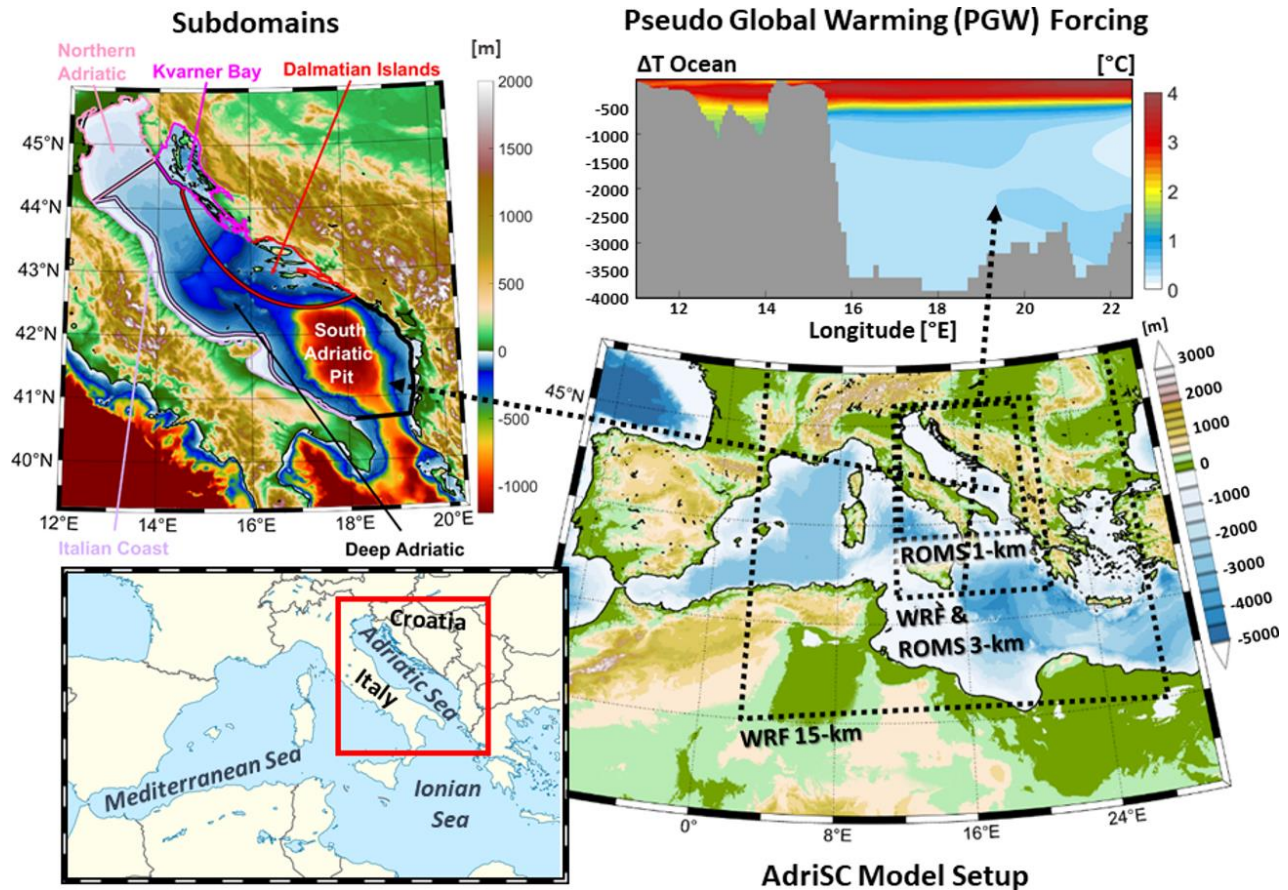 Subdomains
[m]
Northern
Adriatic
Kvarner Bay
Dalmatian Islands
45°N
44°N
43°N
42°N
41°N
40°N
South
Adriatic
Pit
2000
1500
1000
500
0
-500
-1000
12°E
14°E
16°E
18°E
20°E
Italian Coast
Deep Adriatic
Pseudo Global Warming (PGW) Forcing
ΔT Ocean
[°C]
-500
-1000
-1500
-2000
-2500
-3000
-3500
-4000
4
3
2
1
0
12
14
16
18
20
22
Longitude [°E]
[m]
45°N
3000
2000
1000
0
-1000
-2000
-3000
-4000
-5000
ROMS 1-km
WRF &
ROMS 3-km
WRF 15-km
0°
8°E
16°E
24°E
AdriSC Model Setup
Croatia
Adriatic Sea
Italy
Mediterranean Sea
Ionian
Sea